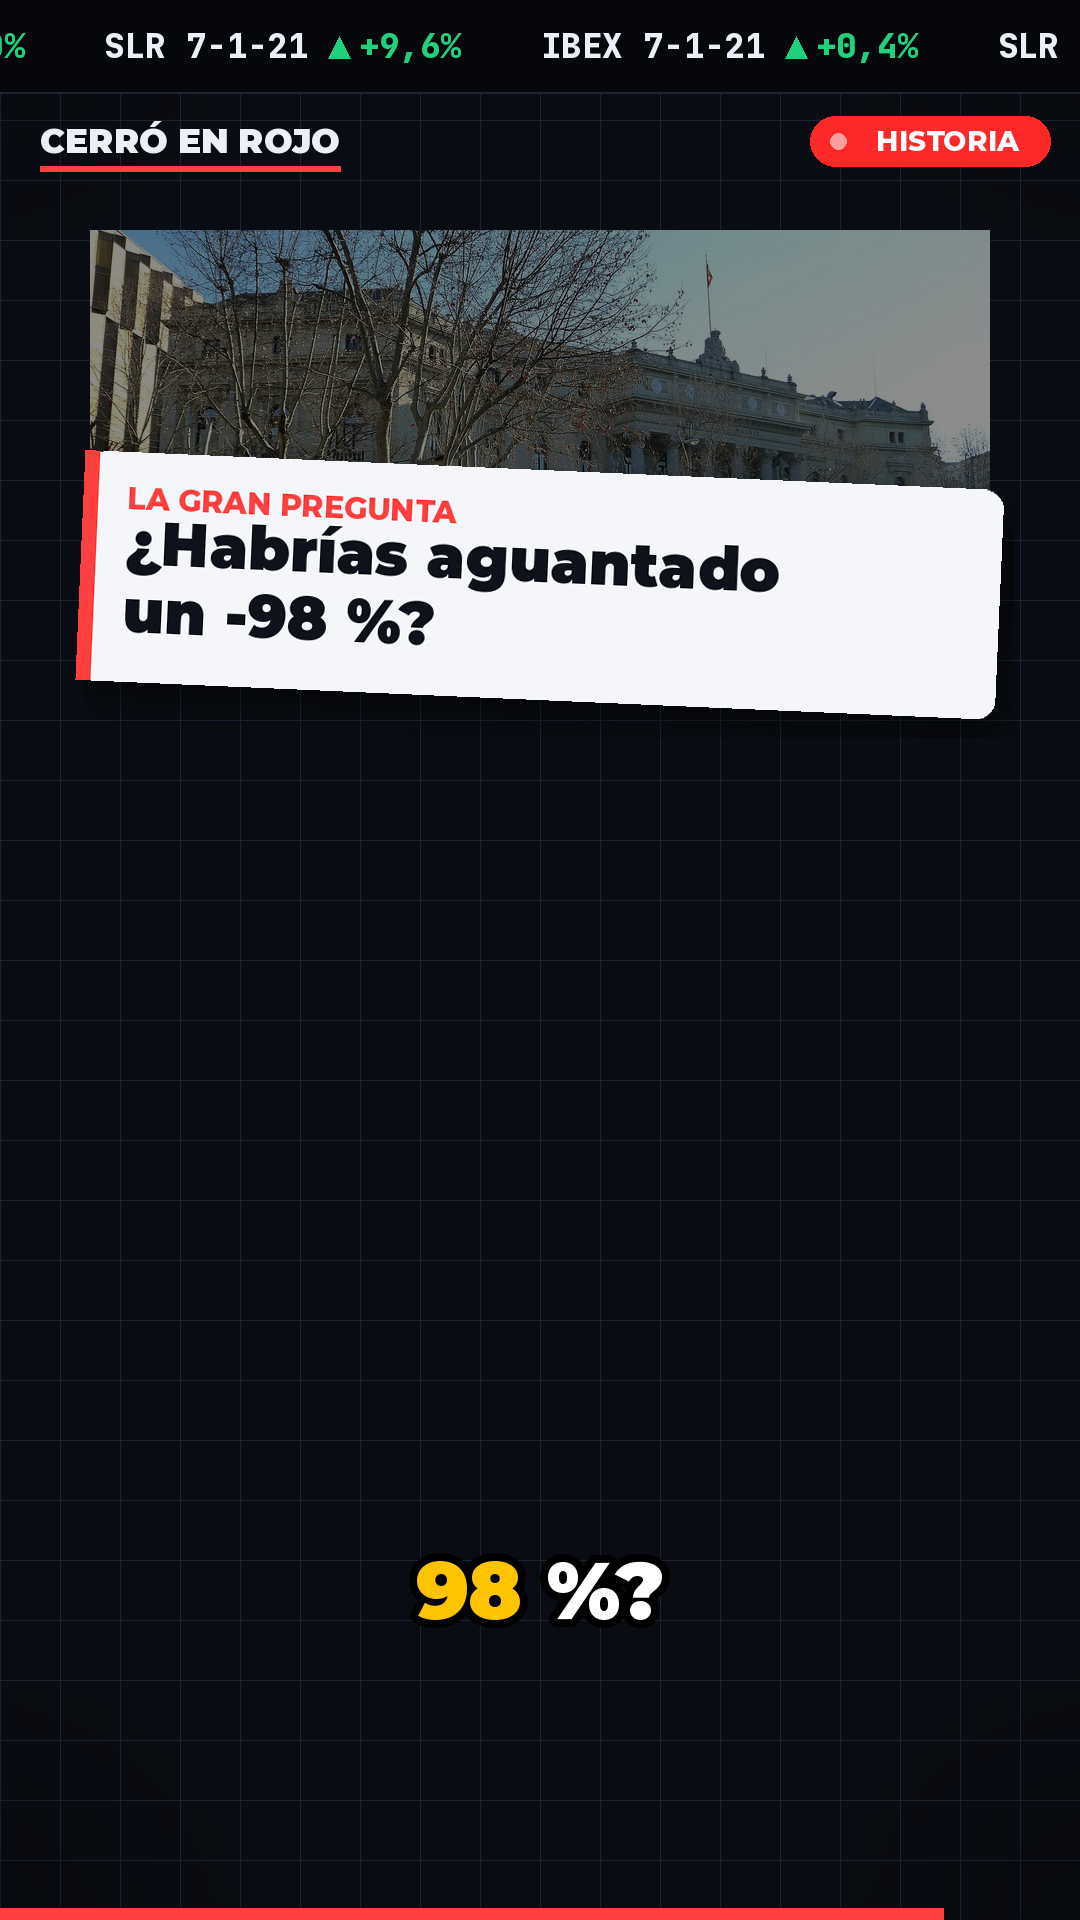 0% SLR 7-1-21 ▲+9,6% IBEX 7-1-21 ▲+0,4% SLR
CERRÓ EN ROJO
HISTORIA
LA GRAN PREGUNTA
¿Habrías aguantado
un -98 %?
98 %?